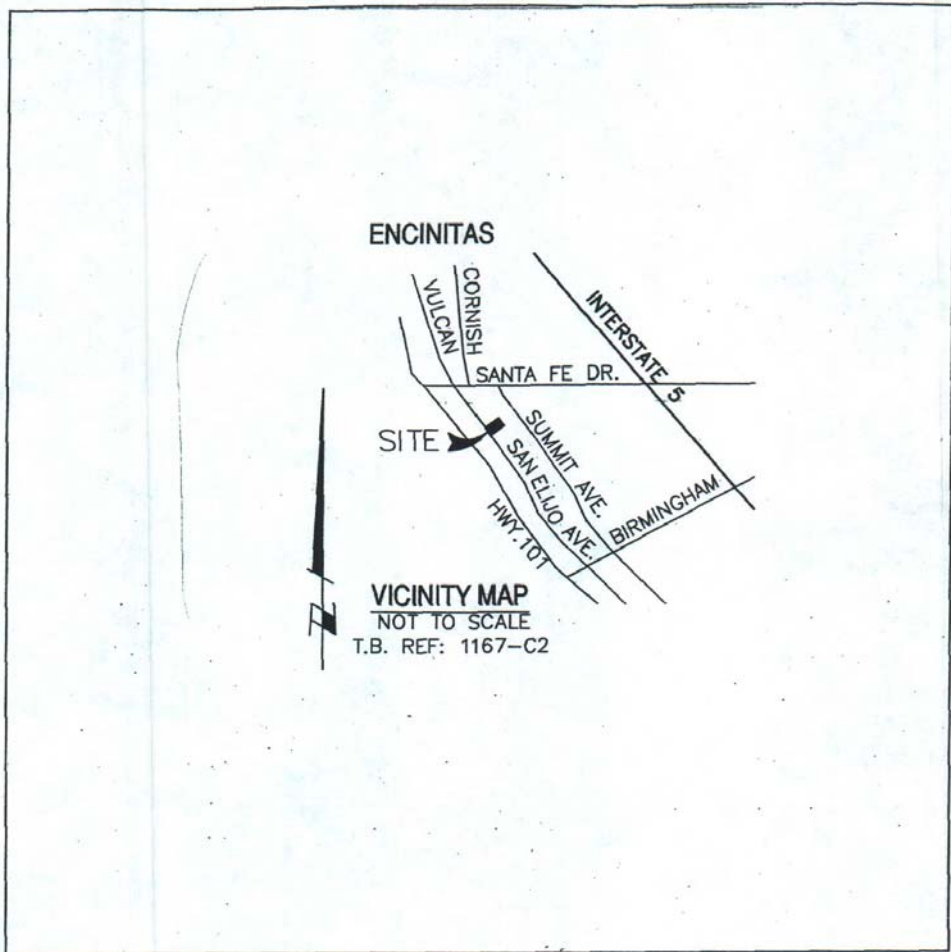 ENCINITAS
VULCAN
CORNISH
INTERSTATE 5
SANTA FE DR.
SITE
SUMMIT AVE.
SAN ELIJO AVE.
HWY.101
BIRMINGHAM
VICINITY MAP
NOT TO SCALE
T.B. REF: 1167-C2